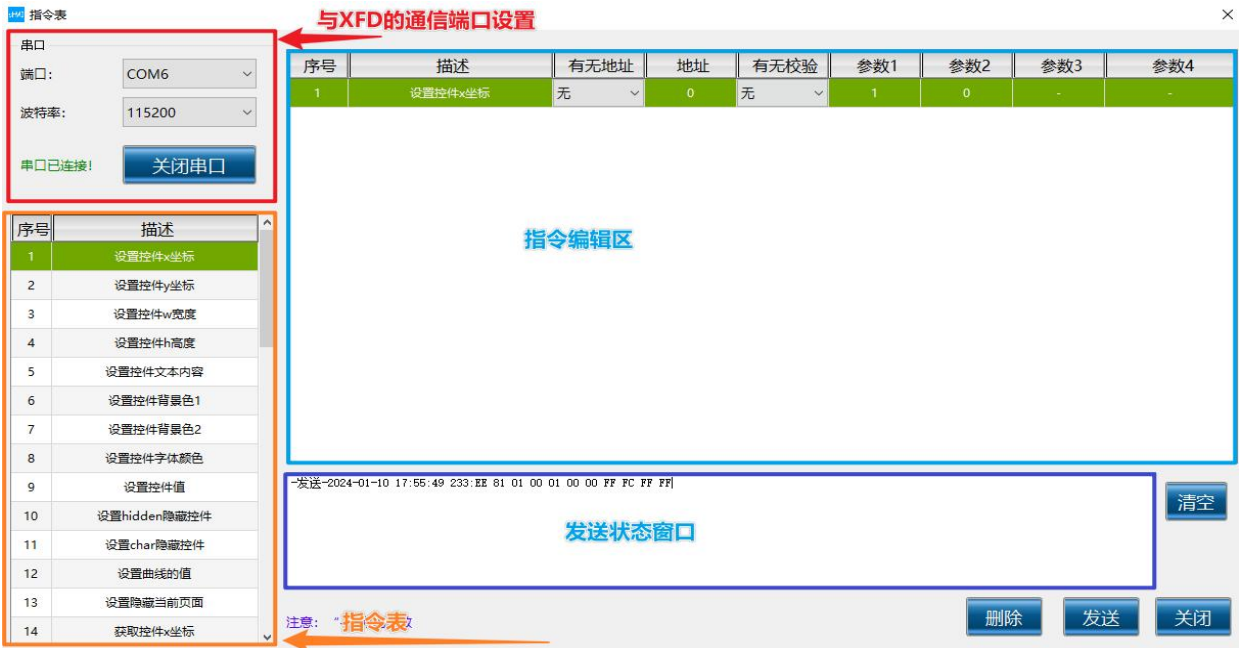 指令表
与XFD的通信端口设置
串口
端口: COM6
波特率: 115200
串口已连接! 关闭串口
序号 描述 有无地址 地址 有无校验 参数1 参数2 参数3 参数4
1 设置控件x坐标 无 0 无 1 0 - -
指令编辑区
序号 描述
1 设置控件x坐标
2 设置控件y坐标
3 设置控件w宽度
4 设置控件h高度
5 设置控件文本内容
6 设置控件背景色1
7 设置控件背景色2
8 设置控件字体颜色
9 设置控件值
10 设置hidden隐藏控件
11 设置char隐藏控件
12 设置曲线的值
13 设置隐藏当前页面
14 获取控件x坐标
-发送-2024-01-10 17:55:49 233:EE 81 01 00 01 00 00 FF FC FF FF
发送状态窗口
清空
注意: "
指令表
删除 发送 关闭